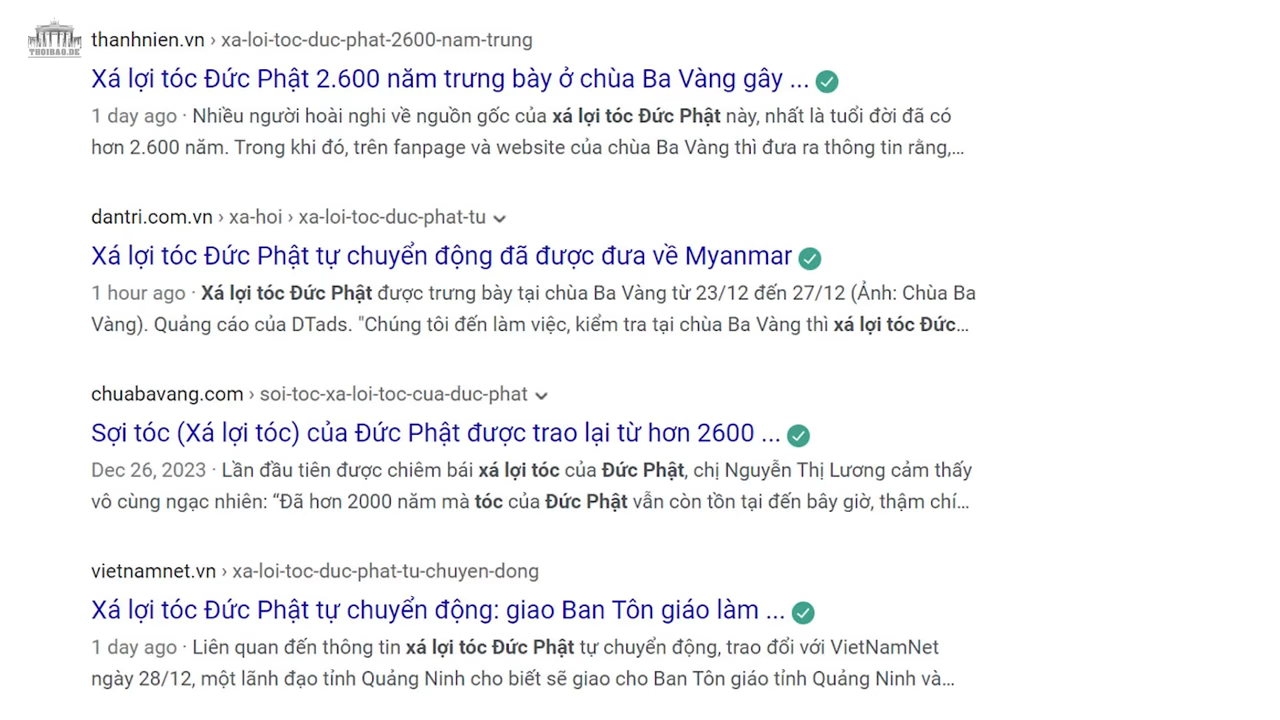 THOIBAO.DE
thanhnien.vn › xa-loi-toc-duc-phat-2600-nam-trung
Xá lợi tóc Đức Phật 2.600 năm trưng bày ở chùa Ba Vàng gây ...
1 day ago · Nhiều người hoài nghi về nguồn gốc của xá lợi tóc Đức Phật này, nhất là tuổi đời đã có
hơn 2.600 năm. Trong khi đó, trên fanpage và website của chùa Ba Vàng thì đưa ra thông tin rằng,...
dantri.com.vn › xa-hoi › xa-loi-toc-duc-phat-tu
Xá lợi tóc Đức Phật tự chuyển động đã được đưa về Myanmar
1 hour ago · Xá lợi tóc Đức Phật được trưng bày tại chùa Ba Vàng từ 23/12 đến 27/12 (Ảnh: Chùa Ba
Vàng). Quảng cáo của DTads. "Chúng tôi đến làm việc, kiểm tra tại chùa Ba Vàng thì xá lợi tóc Đức...
chuabavang.com › soi-toc-xa-loi-toc-cua-duc-phat
Sợi tóc (Xá lợi tóc) của Đức Phật được trao lại từ hơn 2600 ...
Dec 26, 2023 · Lần đầu tiên được chiêm bái xá lợi tóc của Đức Phật, chị Nguyễn Thị Lương cảm thấy
vô cùng ngạc nhiên: “Đã hơn 2000 năm mà tóc của Đức Phật vẫn còn tồn tại đến bây giờ, thậm chí...
vietnamnet.vn › xa-loi-toc-duc-phat-tu-chuyen-dong
Xá lợi tóc Đức Phật tự chuyển động: giao Ban Tôn giáo làm ...
1 day ago · Liên quan đến thông tin xá lợi tóc Đức Phật tự chuyển động, trao đổi với VietNamNet
ngày 28/12, một lãnh đạo tỉnh Quảng Ninh cho biết sẽ giao cho Ban Tôn giáo tỉnh Quảng Ninh và...